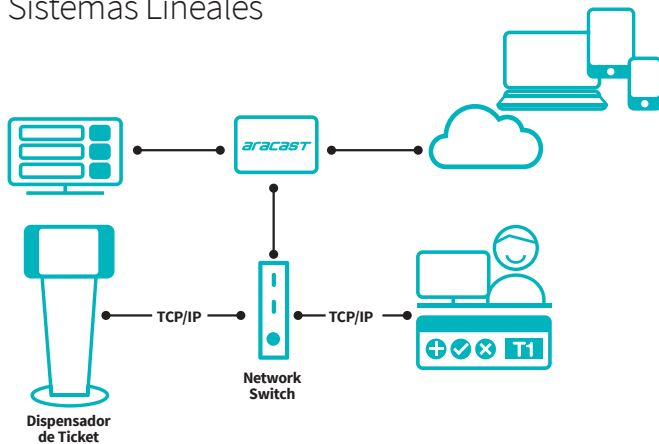 Sistemas Lineales
aracast
TCP/IP
TCP/IP
T1
Network
Switch
Dispensador
de Ticket